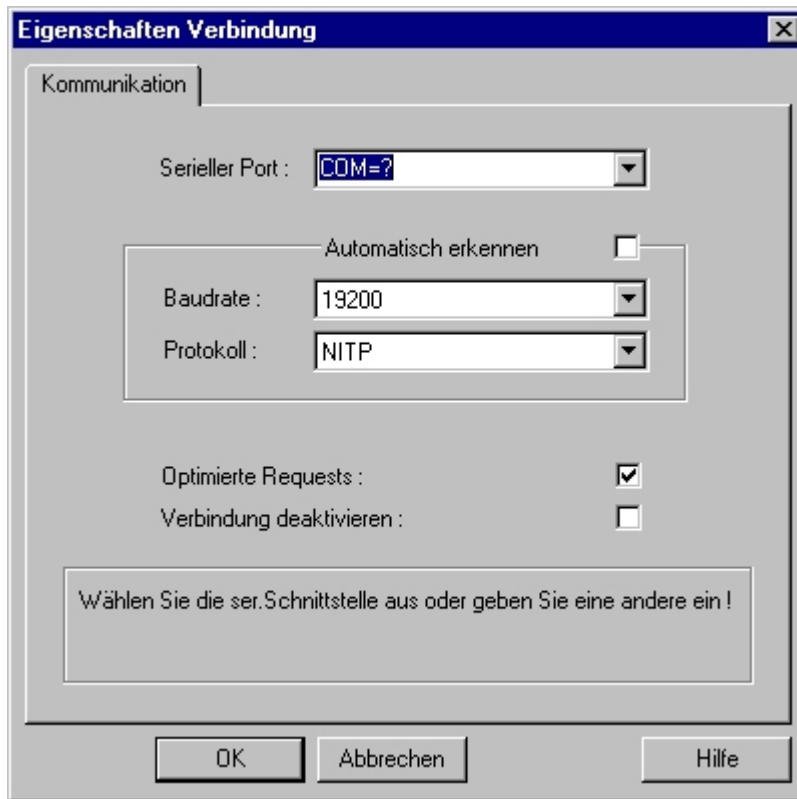 Eigenschaften Verbindung
Kommunikation
Serieller Port : COM=?
Automatisch erkennen
Baudrate : 19200
Protokoll : NITP
Optimierte Requests :
Verbindung deaktivieren :
Wählen Sie die ser.Schnittstelle aus oder geben Sie eine andere ein !
OK Abbrechen Hilfe